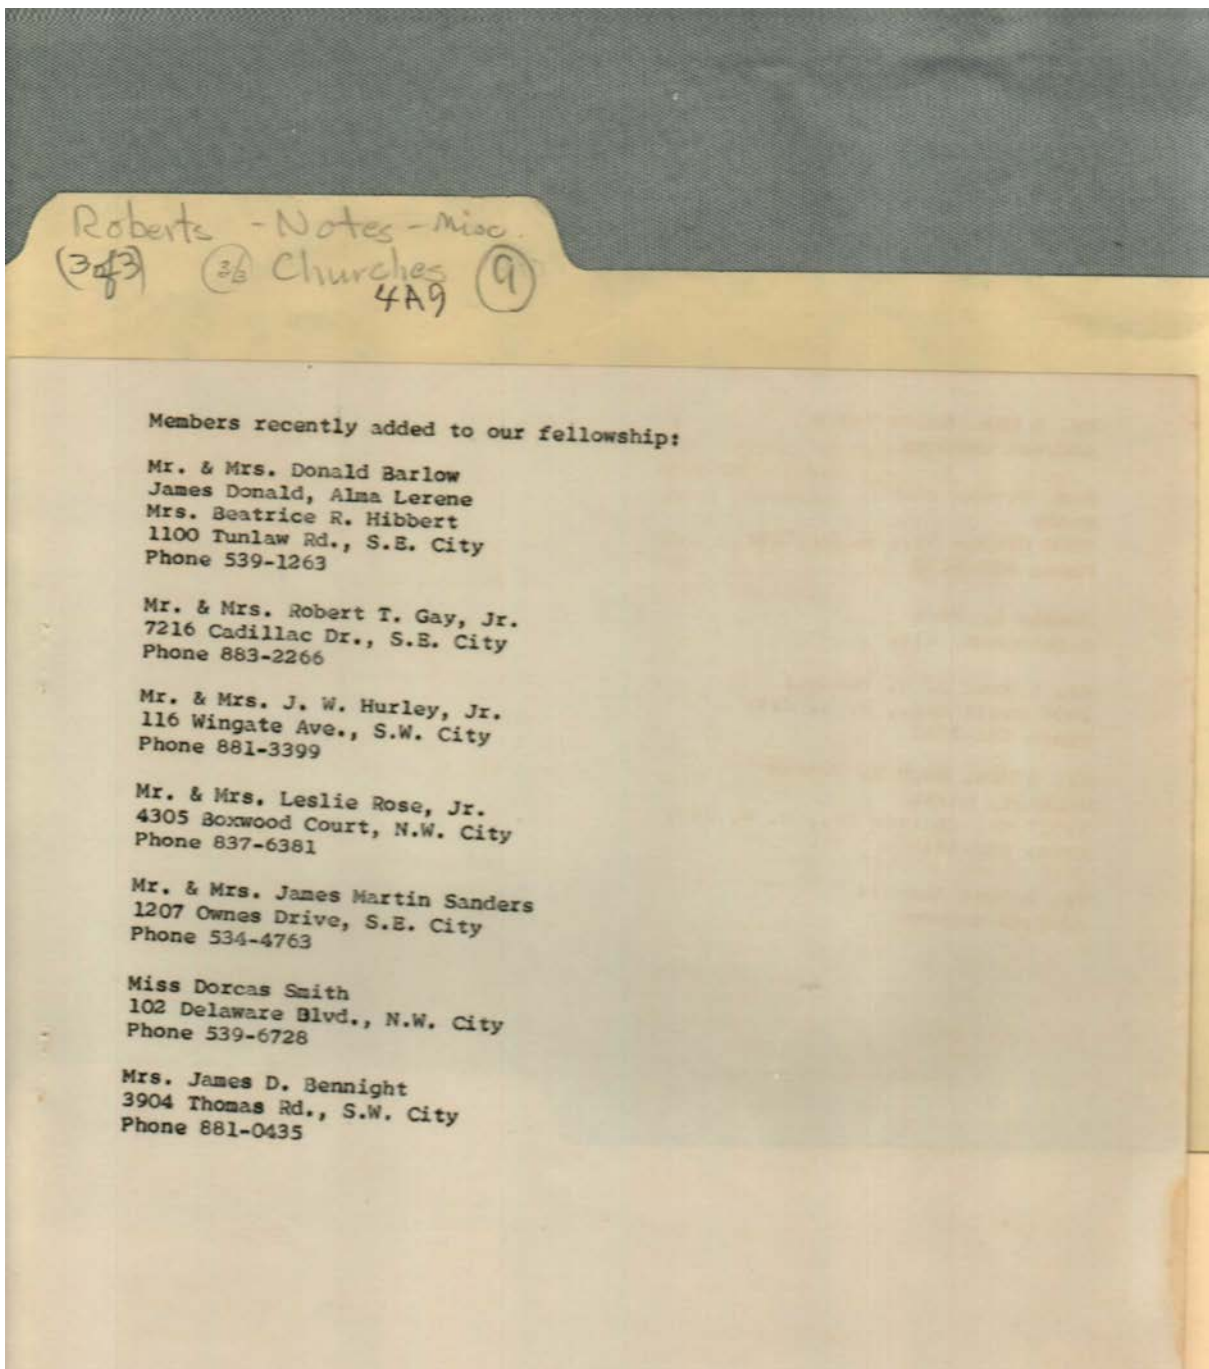 Roberts - Notes - Misc.
(3 of 3) (3/3) Churches (9)
4A9
Members recently added to our fellowship:
Mr. & Mrs. Donald Barlow
James Donald, Alma Lerene
Mrs. Beatrice R. Hibbert
1100 Tunlaw Rd., S.E. City
Phone 539-1263
Mr. & Mrs. Robert T. Gay, Jr.
7216 Cadillac Dr., S.E. City
Phone 883-2266
Mr. & Mrs. J. W. Hurley, Jr.
116 Wingate Ave., S.W. City
Phone 881-3399
Mr. & Mrs. Leslie Rose, Jr.
4305 Boxwood Court, N.W. City
Phone 837-6381
Mr. & Mrs. James Martin Sanders
1207 Ownes Drive, S.E. City
Phone 534-4763
Miss Dorcas Smith
102 Delaware Blvd., N.W. City
Phone 539-6728
Mrs. James D. Bennight
3904 Thomas Rd., S.W. City
Phone 881-0435